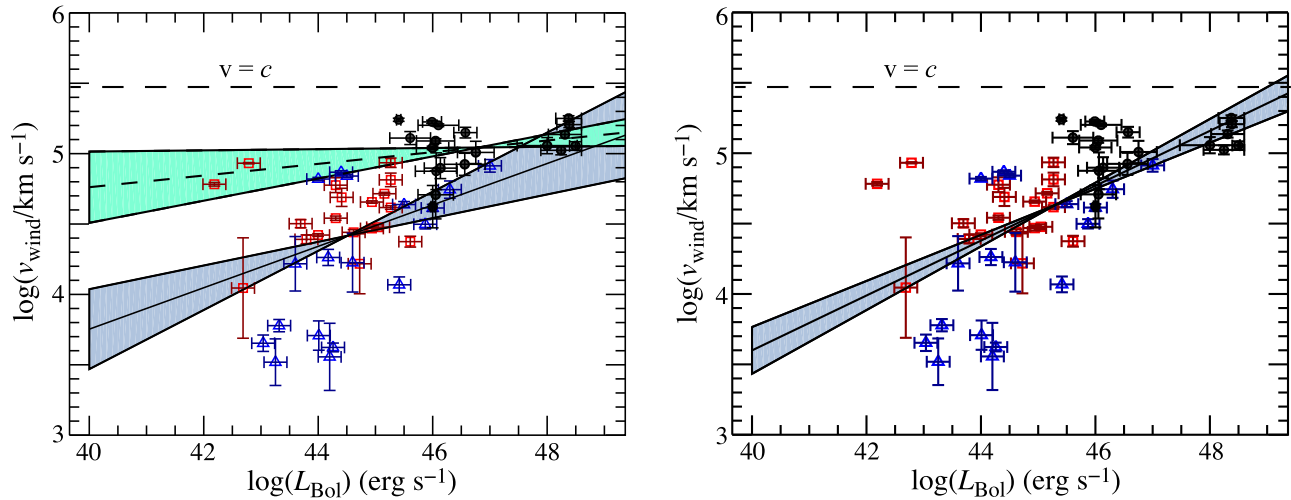 6
5
4
3
v = c
log(v_wind/km s⁻¹)
40 42 44 46 48
log(L_Bol) (erg s⁻¹)
6
5
4
3
v = c
log(v_wind/km s⁻¹)
40 42 44 46 48
log(L_Bol) (erg s⁻¹)